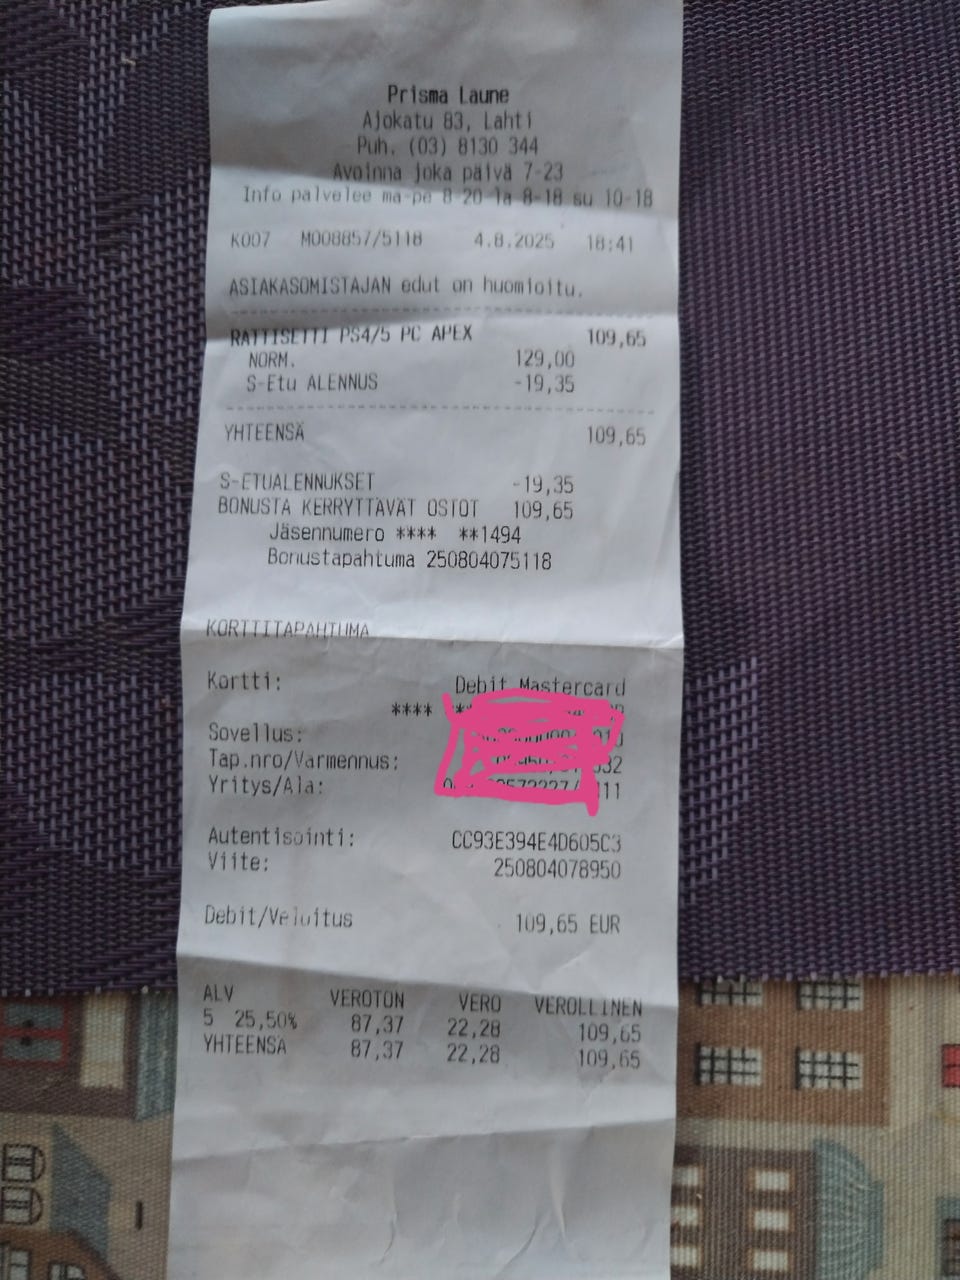 Prisma Laune
Ajokatu 83, Lahti
Puh. (03) 8130 344
Avoinna joka päivä 7-23
Info palvelee ma-pe 8-20 la 8-18 su 10-18
K007 M008857/5118 4.8.2025 18:41
ASIAKASOMISTAJAN edut on huomioitu.
RATTISETTI PS4/5 PC APEX 109,65
NORM. 129,00
S-Etu ALENNUS -19,35
YHTEENSÄ 109,65
S-ETUALENNUKSET -19,35
BONUSTA KERRYTTÄVÄT OSTOT 109,65
Jäsennumero **** **1494
Bonustapahtuma 250804075118
KORTTITAPAHTUMA
Kortti: Debit Mastercard
****
Sovellus:
Tap.nro/Varmennus:
Yritys/Ala:
Autentisointi: CC93E394E4D605C3
Viite: 250804078950
Debit/Veloitus 109,65 EUR
ALV VEROTON VERO VEROLLINEN
5 25,50% 87,37 22,28 109,65
YHTEENSÄ 87,37 22,28 109,65